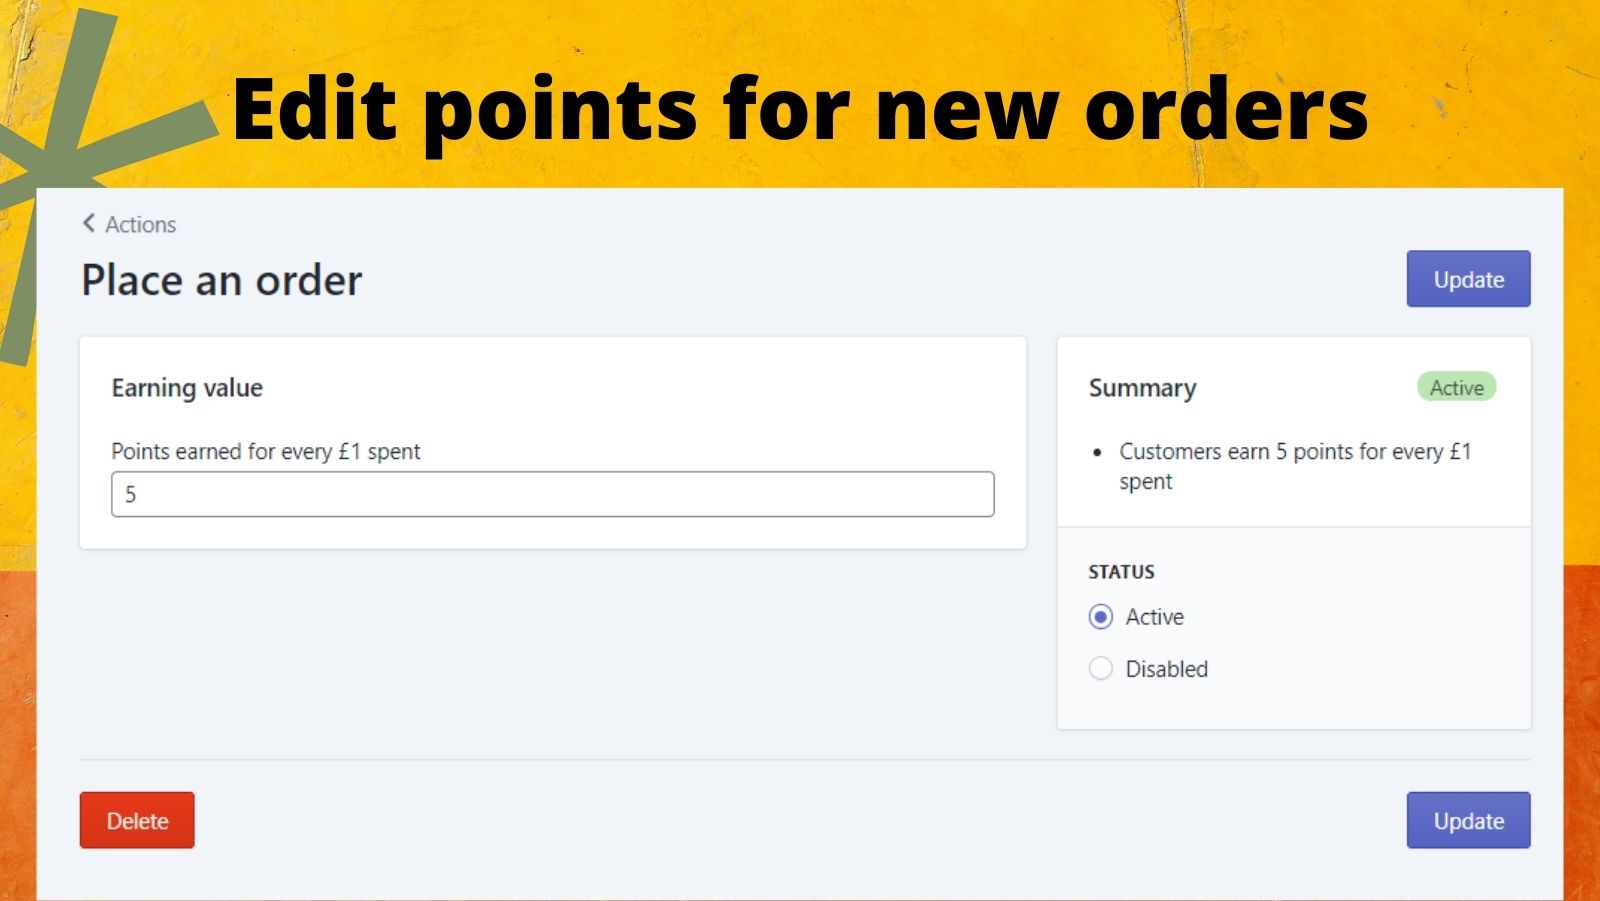 Edit points for new orders
Actions
Place an order
Update
Earning value
Points earned for every £1 spent
5
Summary
Active
Customers earn 5 points for every £1
spent
STATUS
Active
Disabled
Delete
Update